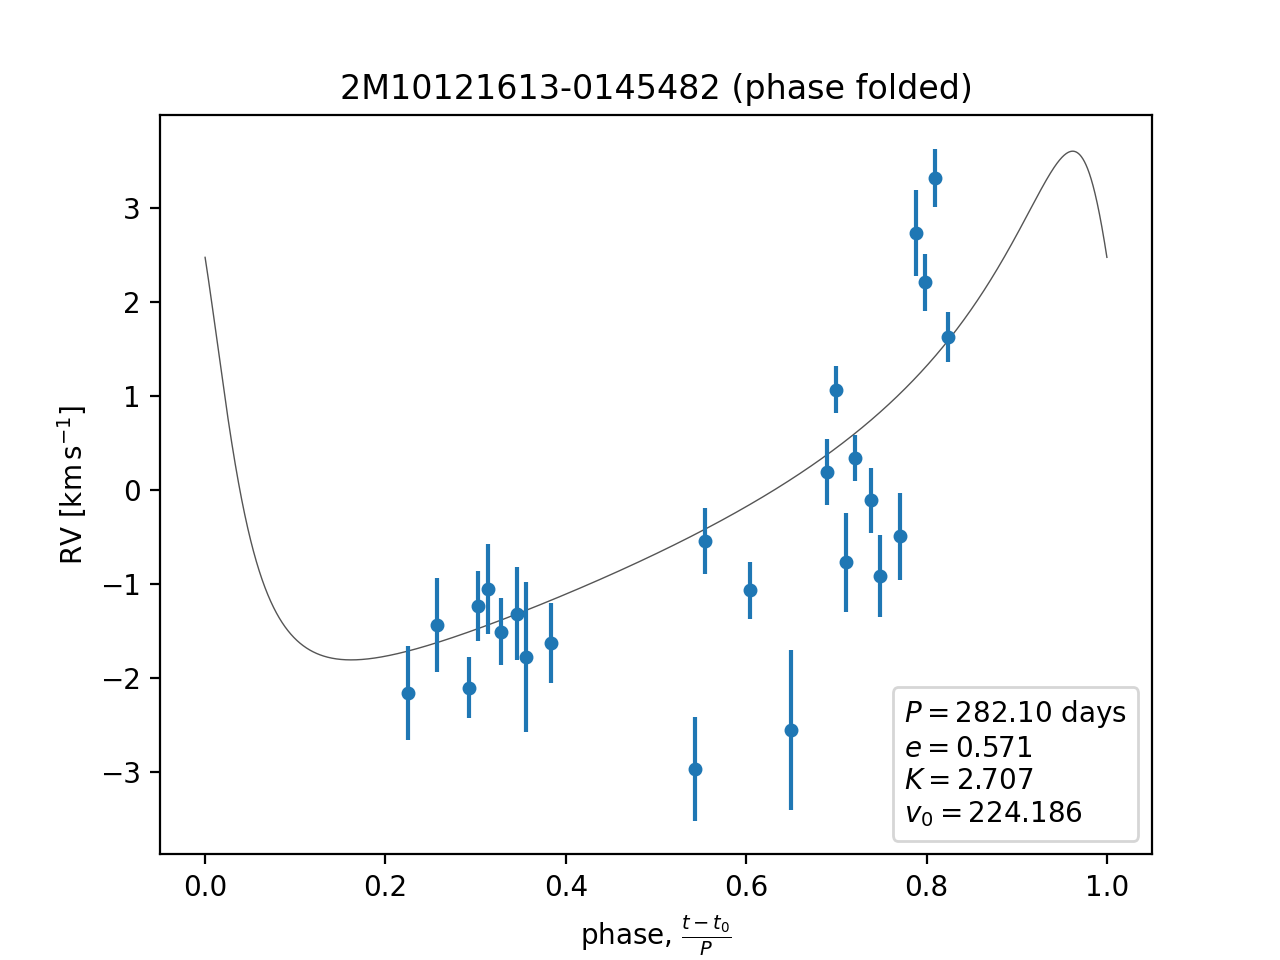 2M10121613-0145482 (phase folded)
RV [km s⁻¹]
3
2
1
0
−1
−2
−3
P = 282.10 days
e = 0.571
K = 2.707
v₀ = 224.186
0.0 0.2 0.4 0.6 0.8 1.0
phase, (t − t₀)/P